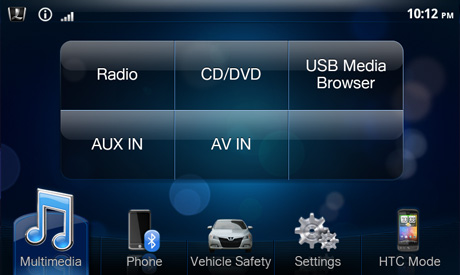 10:12 PM
Radio
CD/DVD
USB Media
Browser
AUX IN
AV IN
Multimedia
Phone
Vehicle Safety
Settings
HTC Mode